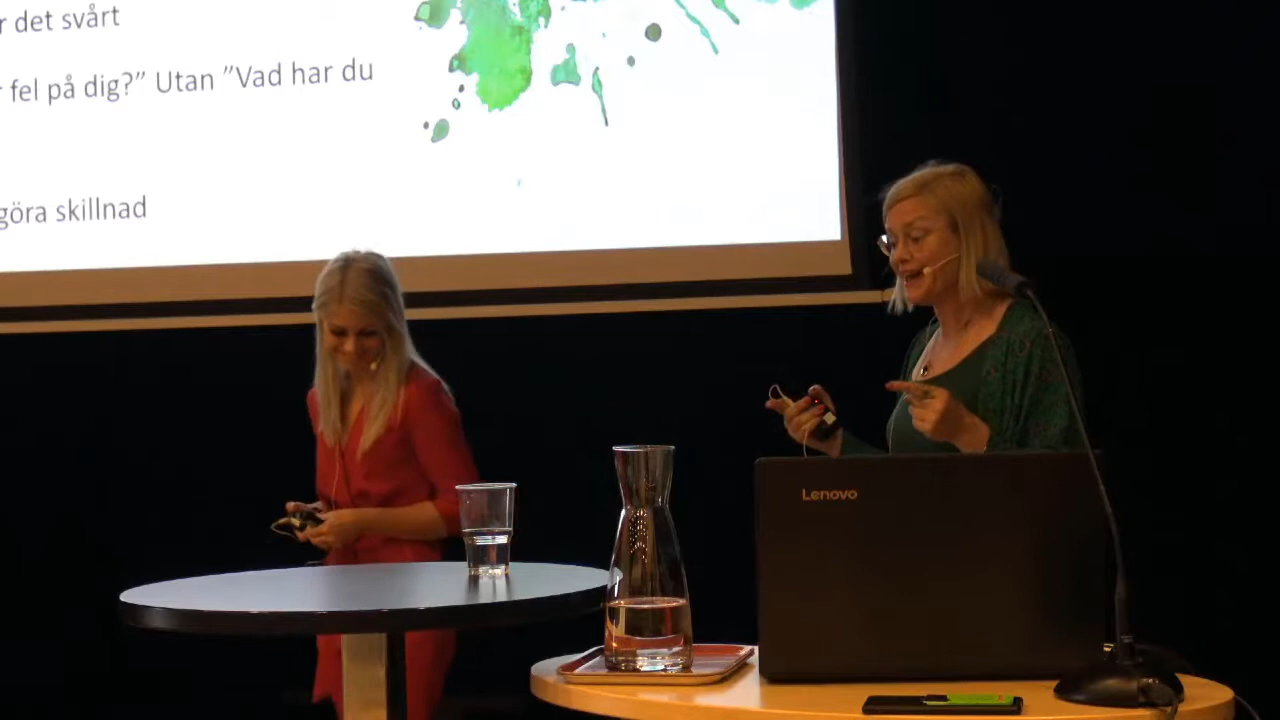 det svårt
fel på dig?” Utan ”Vad har du
göra skillnad
Lenovo